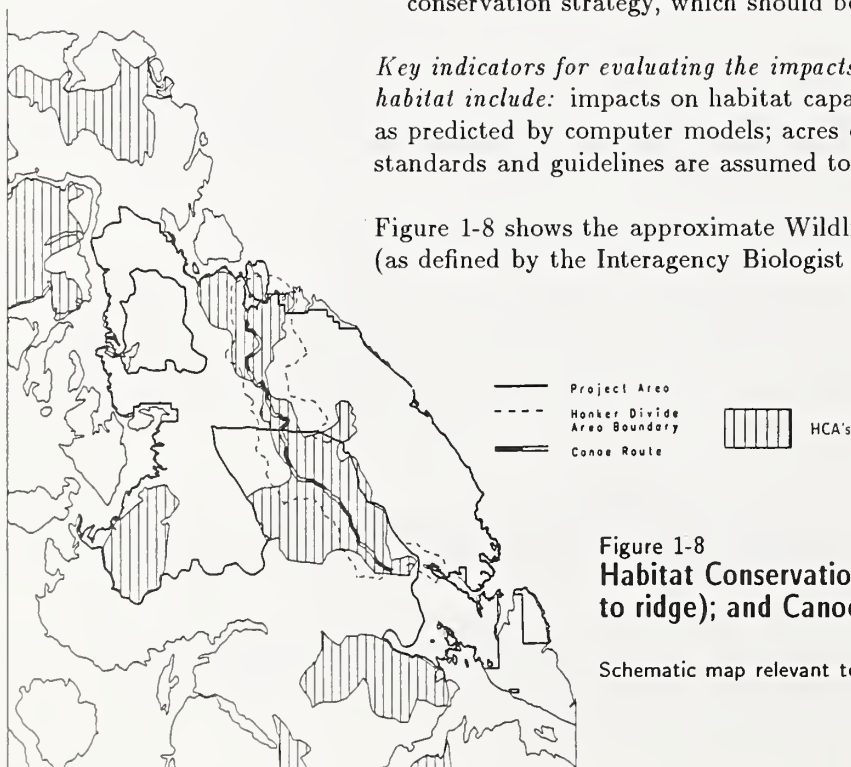 conservation strategy, which should b
Key indicators for evaluating the impacts
habitat include: impacts on habitat capa
as predicted by computer models; acres
standards and guidelines are assumed to
Figure 1-8 shows the approximate Wildl
(as defined by the Interagency Biologist
Project Area
Honker Divide
Area Boundary
Canoe Route
HCA's
Figure 1-8
Habitat Conservatio
to ridge); and Cano
Schematic map relevant t